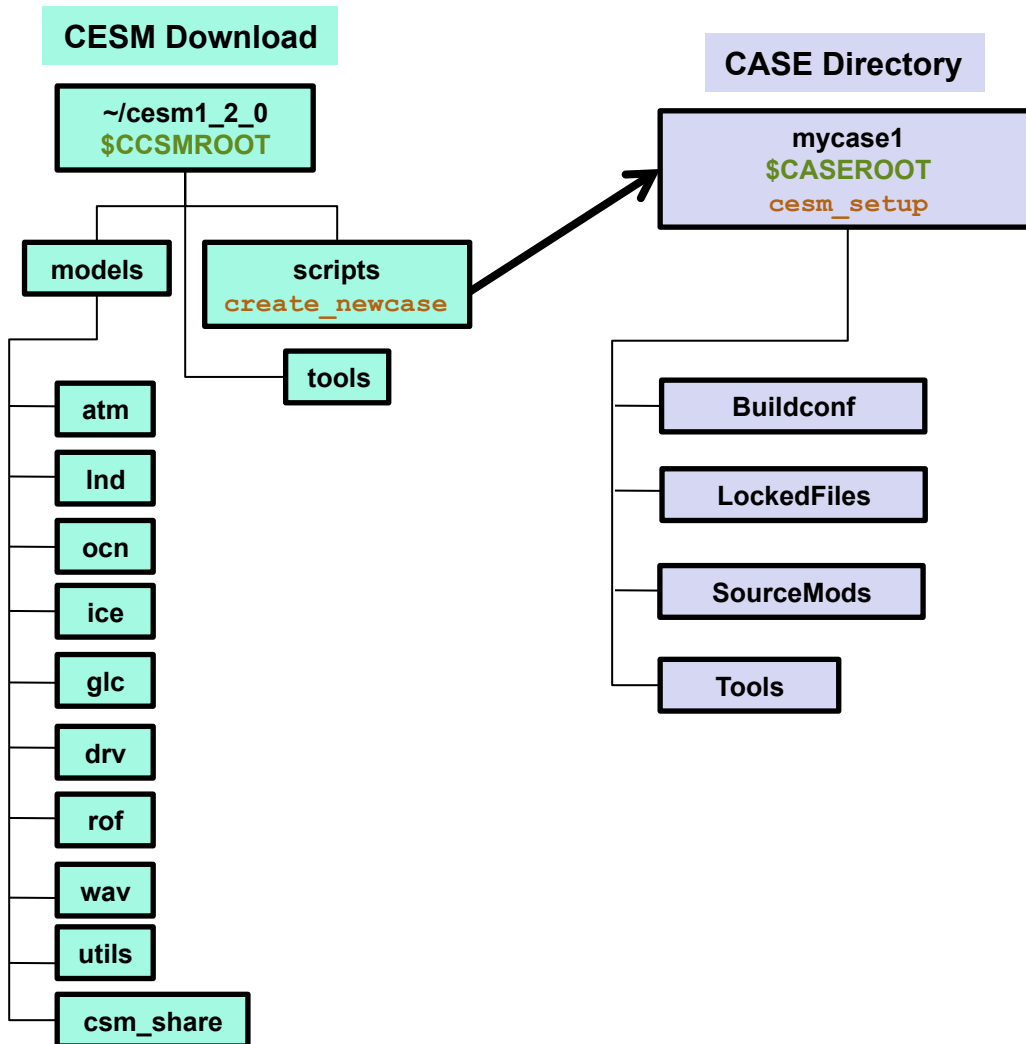 CESM Download
~/cesm1_2_0
$CCSMROOT
models
scripts
create_newcase
tools
atm
lnd
ocn
ice
glc
drv
rof
wav
utils
csm_share
CASE Directory
mycase1
$CASEROOT
cesm_setup
Buildconf
LockedFiles
SourceMods
Tools